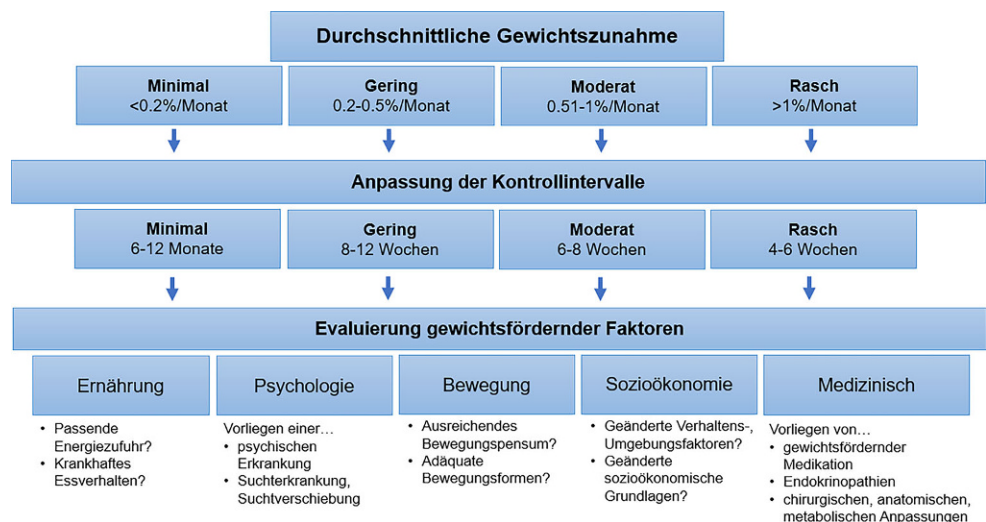 Durchschnittliche Gewichtszunahme
Minimal
<0.2%/Monat
Gering
0.2-0.5%/Monat
Moderat
0.51-1%/Monat
Rasch
>1%/Monat
Anpassung der Kontrollintervalle
Minimal
6-12 Monate
Gering
8-12 Wochen
Moderat
6-8 Wochen
Rasch
4-6 Wochen
Evaluierung gewichtsfördernder Faktoren
Ernährung
• Passende
Energiezufuhr?
• Krankhaftes
Essverhalten?
Psychologie
Vorliegen einer…
• psychischen
Erkrankung
• Suchterkrankung,
Suchtverschiebung
Bewegung
• Ausreichendes
Bewegungspensum?
• Adäquate
Bewegungsformen?
Sozioökonomie
• Geänderte Verhaltens-,
Umgebungsfaktoren?
• Geänderte
sozioökonomische
Grundlagen?
Medizinisch
Vorliegen von…
• gewichtsfördernder
Medikation
• Endokrinopathien
• chirurgischen, anatomischen,
metabolischen Anpassungen